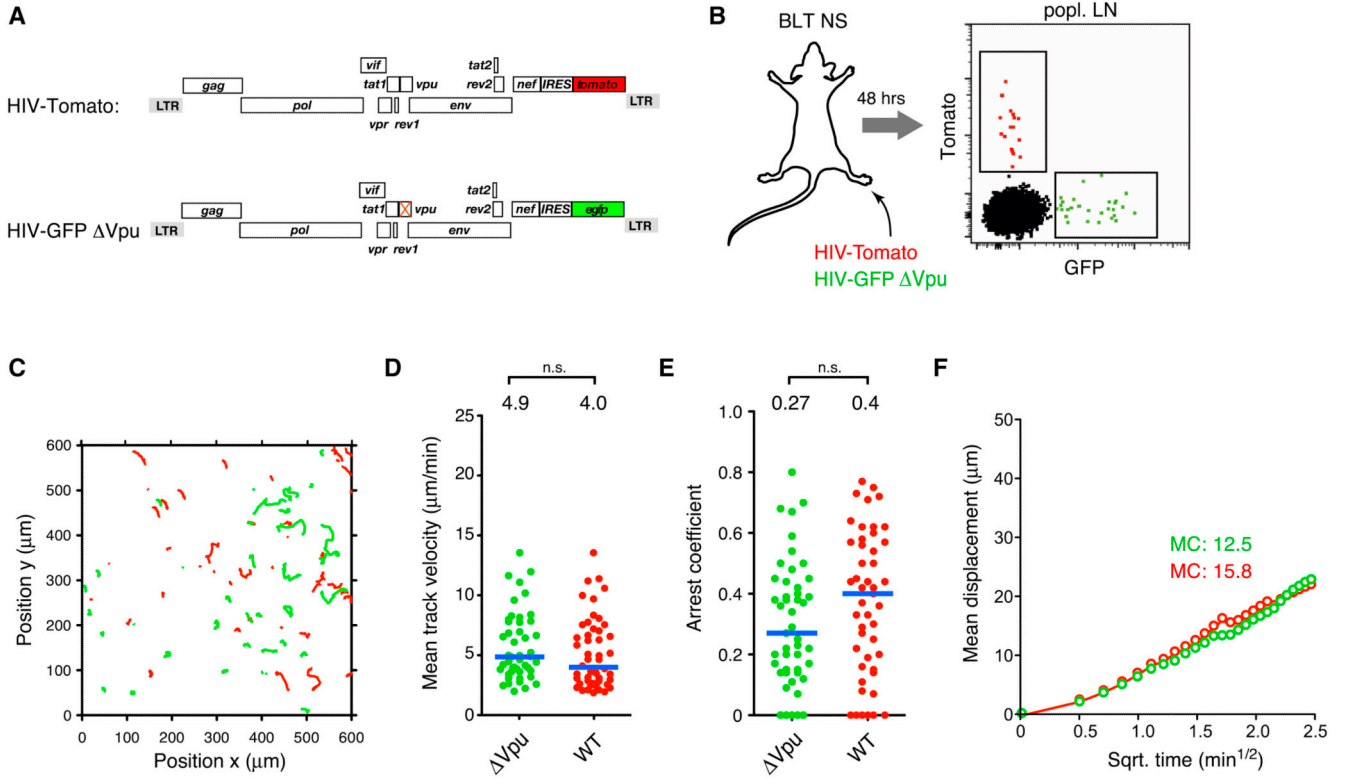 A
vif
tat2
gag
tat1
vpu
rev2
nef IRES tomato
HIV-Tomato:
LTR
pol
env
LTR
vpr rev1
vif
tat2
gag
tat1
vpu
rev2
nef IRES egfp
HIV-GFP ΔVpu
LTR
pol
env
LTR
vpr rev1
B
BLT NS
popl. LN
48 hrs
Tomato
GFP
HIV-Tomato
HIV-GFP ΔVpu
C
600
500
400
300
200
100
0
0 100 200 300 400 500 600
Position y (μm)
Position x (μm)
D
n.s.
4.9 4.0
25
20
15
10
5
0
Mean track velocity (μm/min)
ΔVpu WT
E
n.s.
0.27 0.4
1.0
0.8
0.6
0.4
0.2
0
Arrest coefficient
ΔVpu WT
F
50
40
30
20
10
0
Mean displacement (μm)
MC: 12.5
MC: 15.8
0 0.5 1.0 1.5 2.0 2.5
Sqrt. time (min1/2)